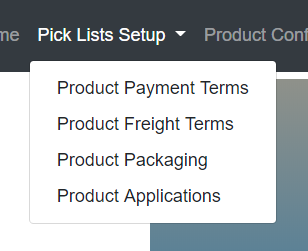 me Pick Lists Setup Product Conf
Product Payment Terms
Product Freight Terms
Product Packaging
Product Applications